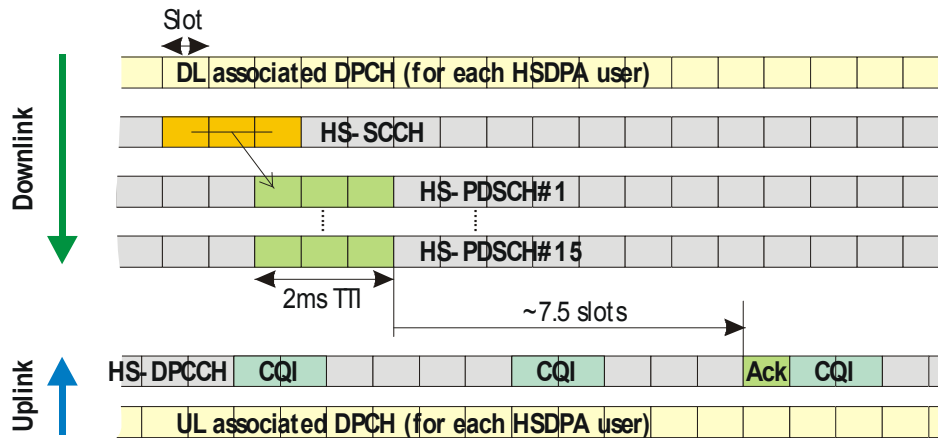 Slot
DL associated DPCH (for each HSDPA user)
HS-SCCH
Downlink
HS-PDSCH#1
HS-PDSCH#15
2ms TTI
~7.5 slots
Uplink
HS-DPCCH CQI CQI Ack CQI
UL associated DPCH (for each HSDPA user)